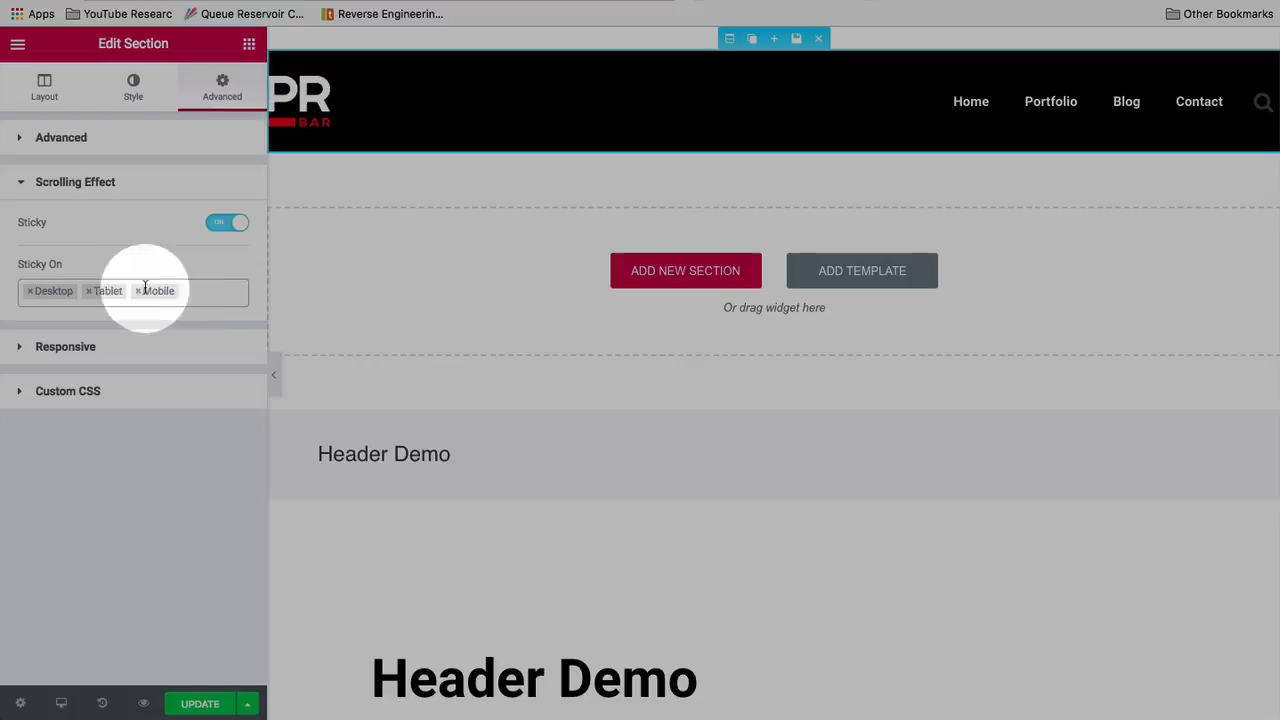 Apps YouTube Researc Queue Reservoir C... Reverse Engineerin... Other Bookmarks
Edit Section
Layout Style Advanced
Advanced
Scrolling Effect
Sticky ON
Sticky On
×Desktop ×Tablet ×Mobile
Responsive
Custom CSS
UPDATE
PR
BAR
Home Portfolio Blog Contact
ADD NEW SECTION ADD TEMPLATE
Or drag widget here
Header Demo
Header Demo